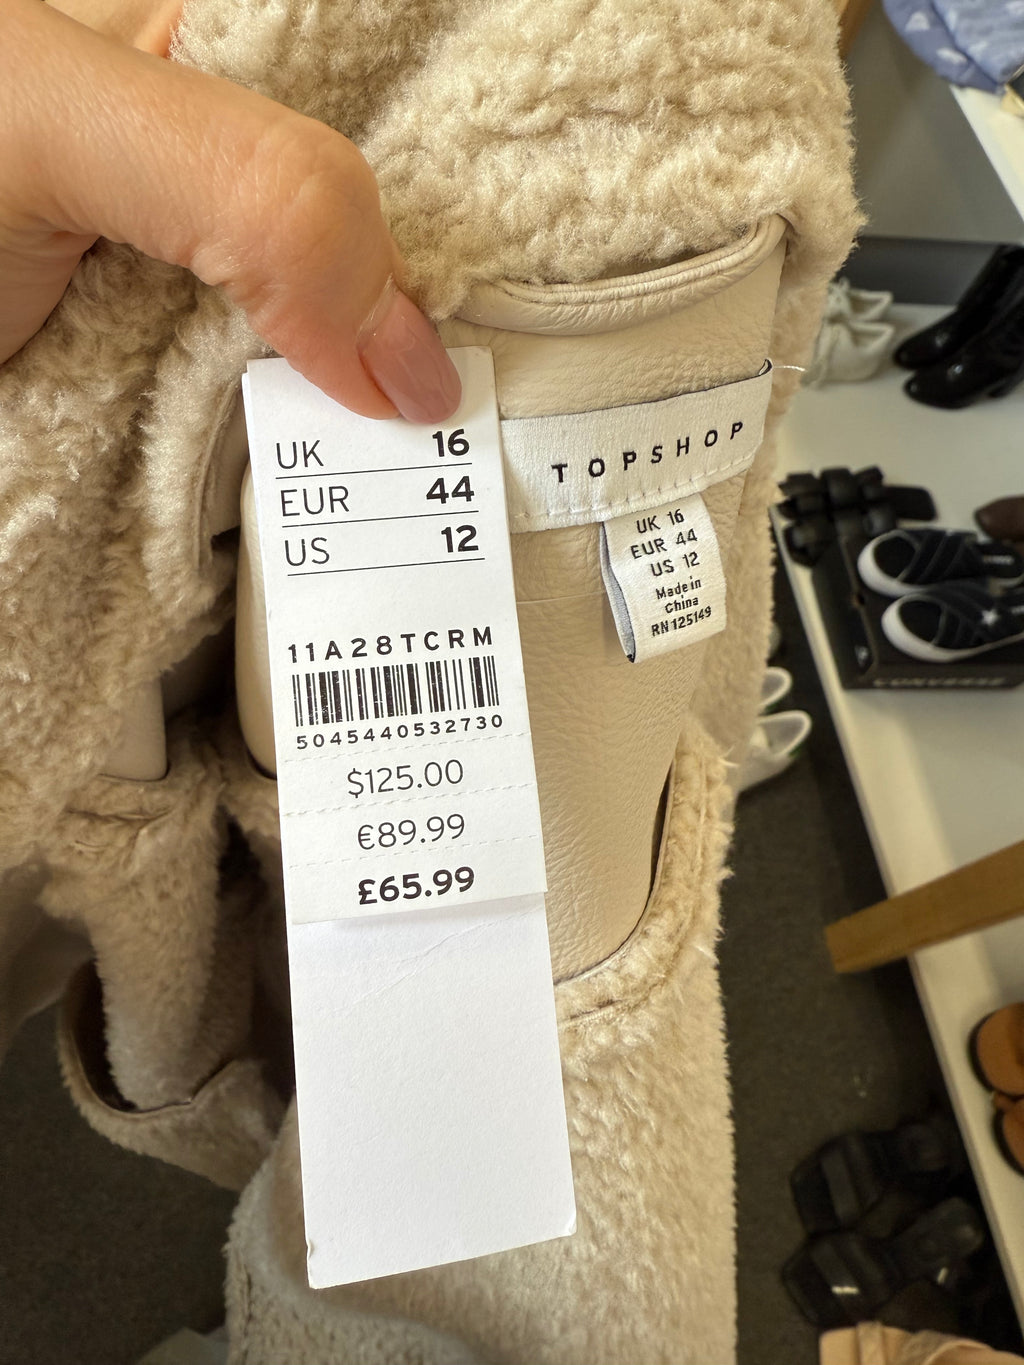 UK 16
EUR 44
US 12
11A28TCRM
5045440532730
$125.00
€89.99
£65.99
TOPSHOP
UK 16
EUR 44
US 12
Made in
China
RN 125149
CONVERSE